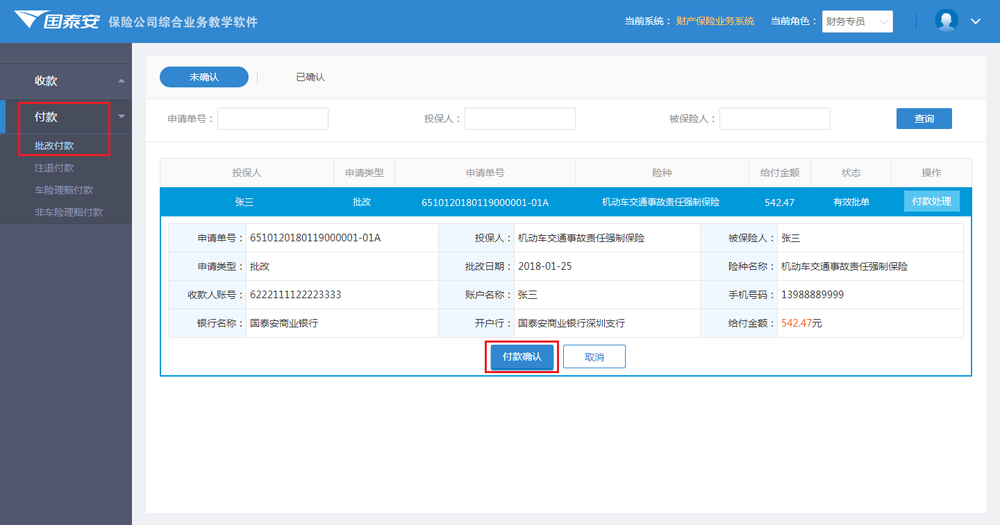 国泰安 保险公司综合业务教学软件
当前系统： 财产保险业务系统 当前角色： 财务专员
收款
付款
批改付款
注退付款
车险理赔付款
非车险理赔付款
未确认 已确认
申请单号： 投保人： 被保险人： 查询
投保人 申请类型 申请单号 险种 给付金额 状态 操作
张三 批改 6510120180119000001-01A 机动车交通事故责任强制保险 542.47 有效批单 付款处理
申请单号： 6510120180119000001-01A 投保人： 机动车交通事故责任强制保险 被保险人： 张三
申请类型： 批改 批改日期： 2018-01-25 险种名称： 机动车交通事故责任强制保险
收款人账号： 6222111122223333 账户名称： 张三 手机号码： 13988889999
银行名称： 国泰安商业银行 开户行： 国泰安商业银行深圳支行 给付金额： 542.47元
付款确认 取消